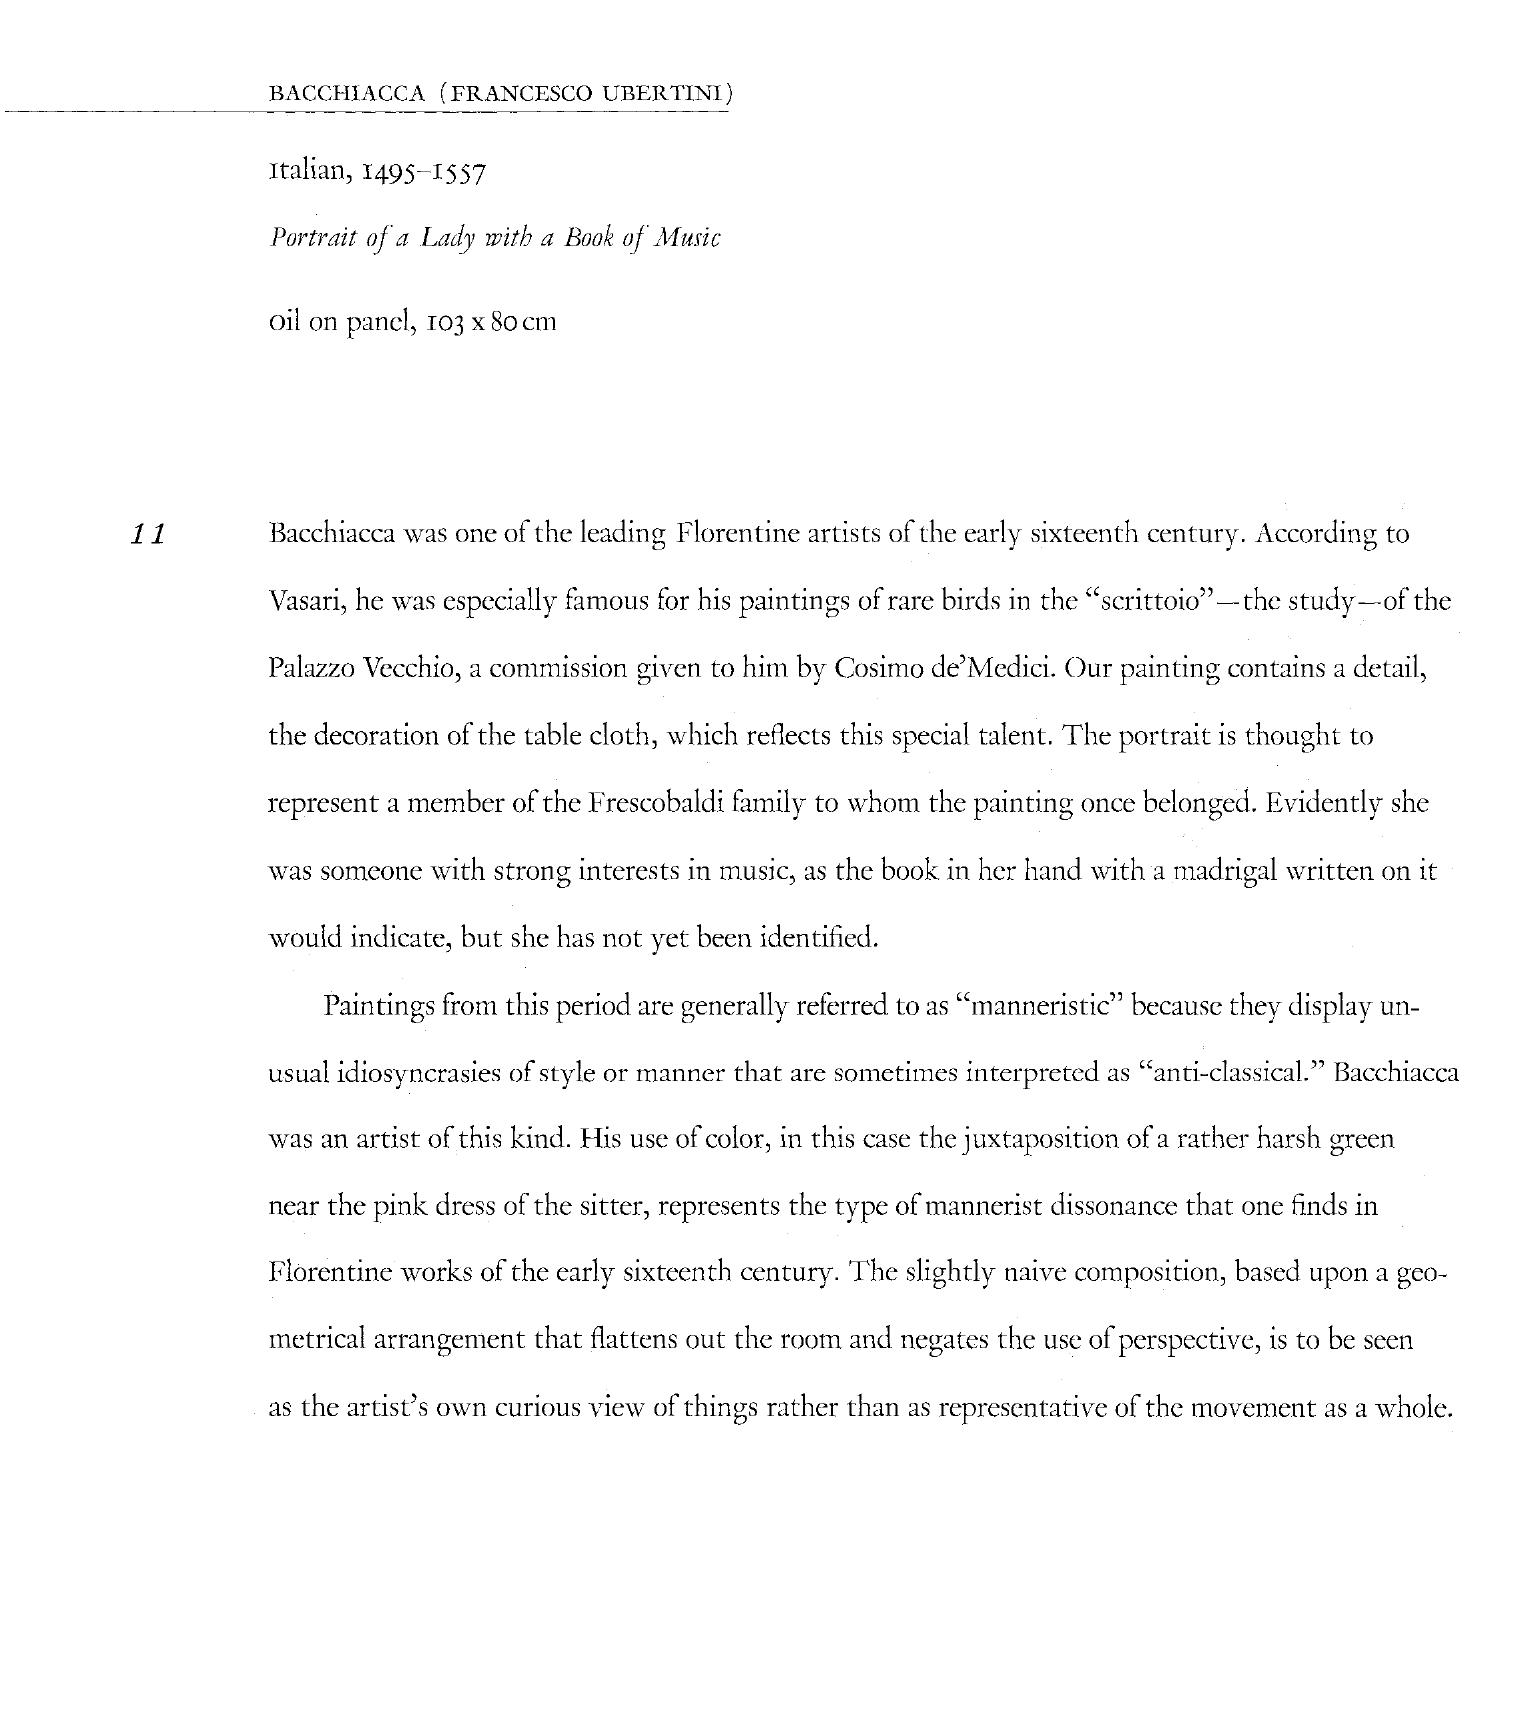 BACCHIACCA (FRANCESCO UBERTINI)
Italian, 1495–1557
Portrait of a Lady with a Book of Music
oil on panel, 103 x 80 cm
11
Bacchiacca was one of the leading Florentine artists of the early sixteenth century. According to
Vasari, he was especially famous for his paintings of rare birds in the “scrittoio”—the study—of the
Palazzo Vecchio, a commission given to him by Cosimo de’Medici. Our painting contains a detail,
the decoration of the table cloth, which reflects this special talent. The portrait is thought to
represent a member of the Frescobaldi family to whom the painting once belonged. Evidently she
was someone with strong interests in music, as the book in her hand with a madrigal written on it
would indicate, but she has not yet been identified.
Paintings from this period are generally referred to as “manneristic” because they display un-
usual idiosyncrasies of style or manner that are sometimes interpreted as “anti-classical.” Bacchiacca
was an artist of this kind. His use of color, in this case the juxtaposition of a rather harsh green
near the pink dress of the sitter, represents the type of mannerist dissonance that one finds in
Florentine works of the early sixteenth century. The slightly naive composition, based upon a geo-
metrical arrangement that flattens out the room and negates the use of perspective, is to be seen
as the artist’s own curious view of things rather than as representative of the movement as a whole.